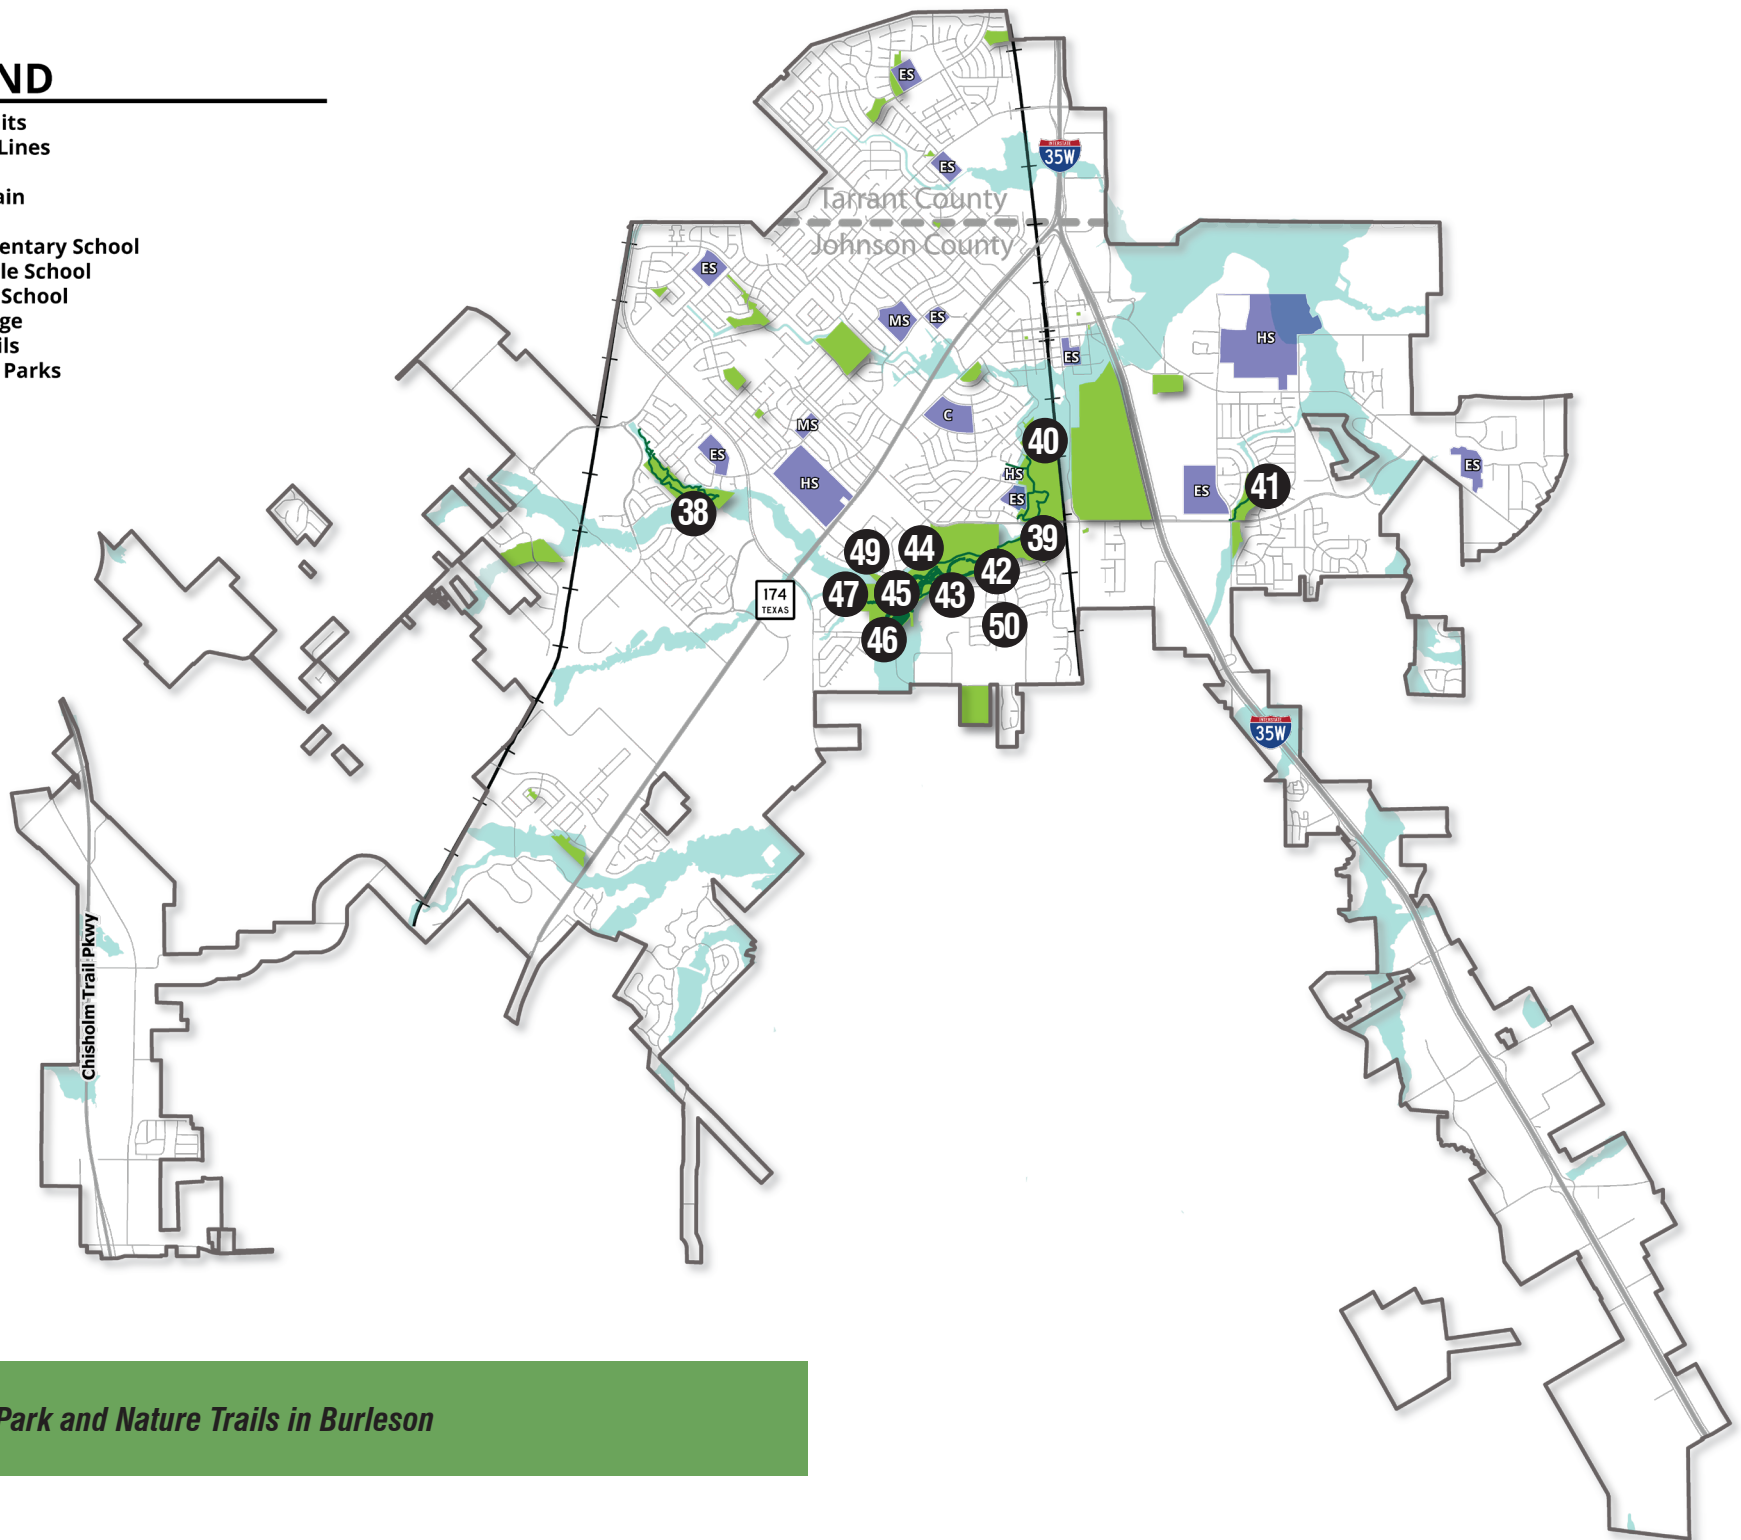 ND
its
Lines
ain
entary School
le School
School
ge
ils
Parks
ES
INTERSTATE
35W
ES
Tarrant County
Johnson County
ES
MS
ES
HS
ES
C
MS
40
ES
HS
HS
ES
ES
41
ES
38
39
49
44
42
174
TEXAS
47
45
43
50
46
INTERSTATE
35W
Chisholm Trail Pkwy
Park and Nature Trails in Burleson